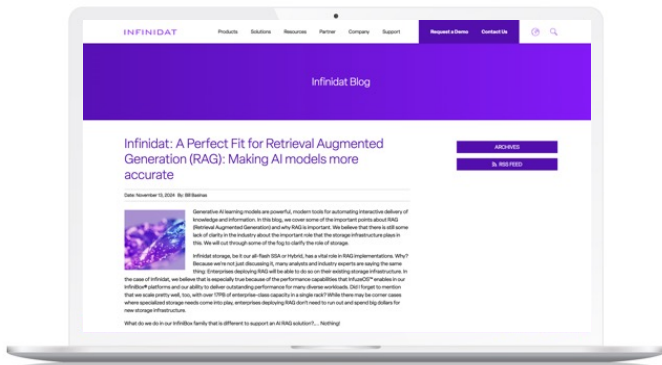 INFINIDAT
Products Solutions Resources Partner Company Support Request a Demo Contact Us
Infinidat Blog
Infinidat: A Perfect Fit for Retrieval Augmented
Generation (RAG): Making AI models more
accurate
ARCHIVES
RSS FEED
Date: November 13, 2024 By: Bill Basinas
Generative AI learning models are powerful, modern tools for automating interactive delivery of
knowledge and information. In this blog, we cover some of the important points about RAG
(Retrieval Augmented Generation) and why RAG is important. We believe that there is still some
lack of clarity in the industry about the important role that the storage infrastructure plays in
this. We will cut through some of the fog to clarify the role of storage.
Infinidat storage, be it our all-flash SSA or Hybrid, has a vital role in RAG implementations. Why?
Because we're not just discussing it, many analysts and industry experts are saying the same
thing: Enterprises deploying RAG will be able to do so on their existing storage infrastructure. In
the case of Infinidat, we believe that is especially true because of the performance capabilities that InfuzeOS™ enables in our
InfiniBox® platforms and our ability to deliver outstanding performance for many diverse workloads. Did I forget to mention
that we scale pretty well, too, with over 17PB of enterprise-class capacity in a single rack? While there may be corner cases
where specialized storage needs come into play, enterprises deploying RAG don't need to run out and spend big dollars for
new storage infrastructure.
What do we do in our InfiniBox family that is different to support an AI RAG solution?.... Nothing!